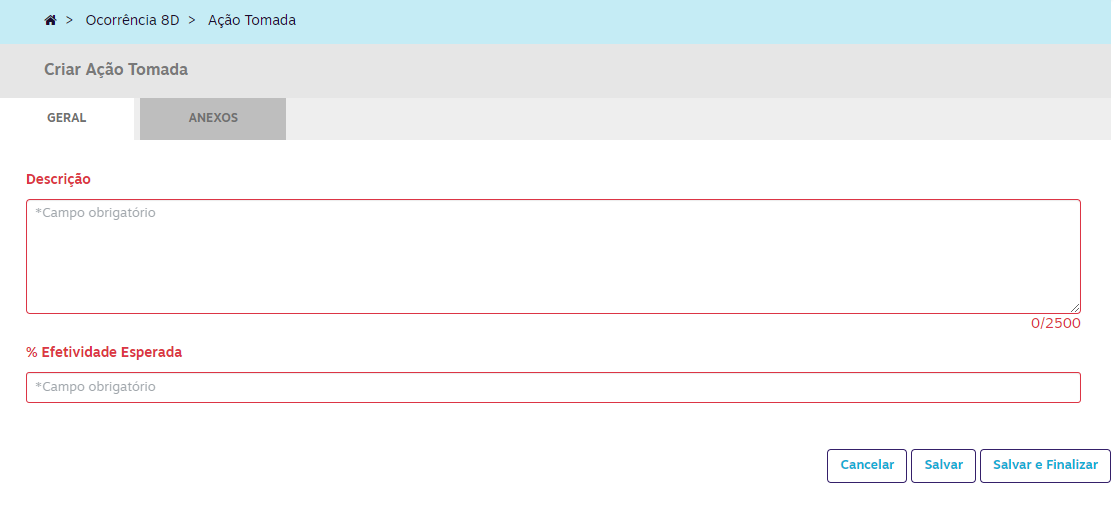 > Ocorrência 8D > Ação Tomada
Criar Ação Tomada
GERAL ANEXOS
Descrição
*Campo obrigatório
0/2500
% Efetividade Esperada
*Campo obrigatório
Cancelar Salvar Salvar e Finalizar